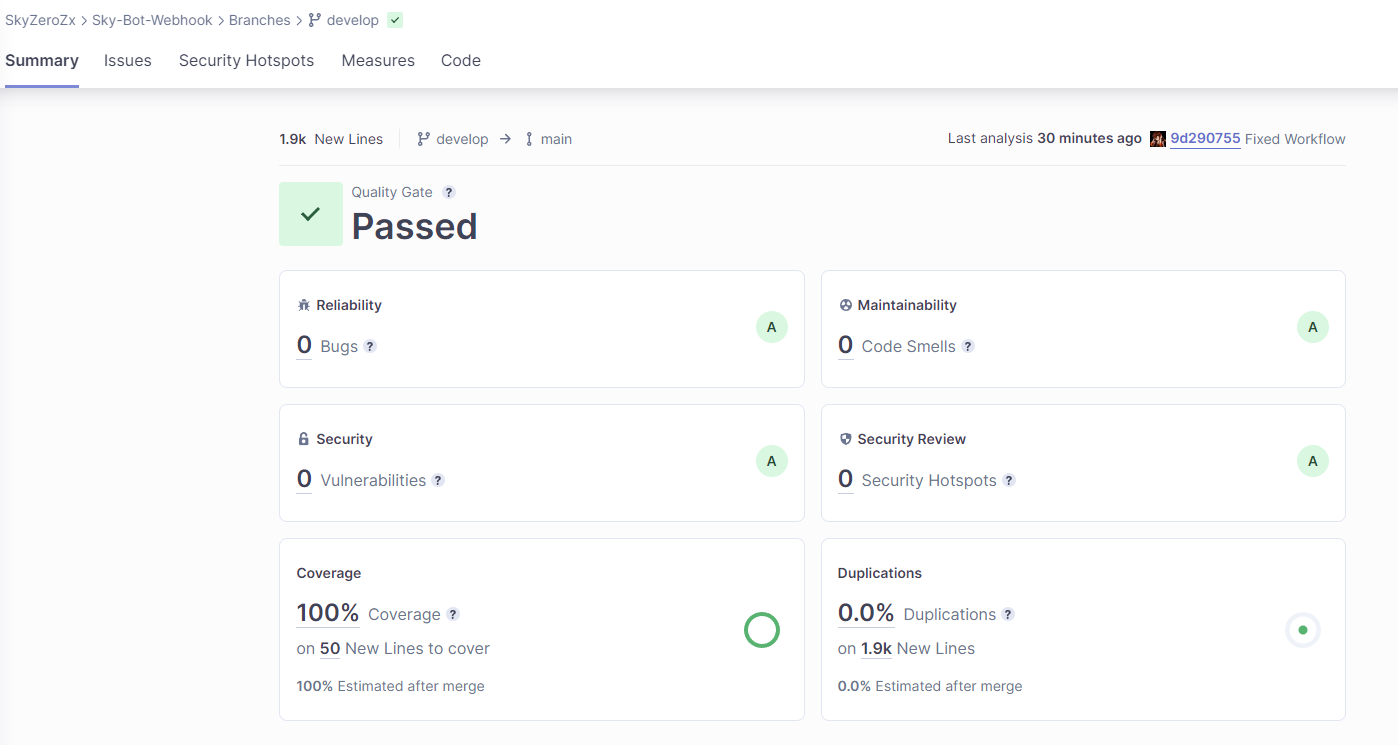 SkyZeroZx > Sky-Bot-Webhook > Branches > develop
Summary Issues Security Hotspots Measures Code
1.9k New Lines develop → main Last analysis 30 minutes ago 9d290755 Fixed Workflow
Quality Gate ?
Passed
Reliability
0 Bugs ?
A
Maintainability
0 Code Smells ?
A
Security
0 Vulnerabilities ?
A
Security Review
0 Security Hotspots ?
A
Coverage
100% Coverage ?
on 50 New Lines to cover
100% Estimated after merge
Duplications
0.0% Duplications ?
on 1.9k New Lines
0.0% Estimated after merge